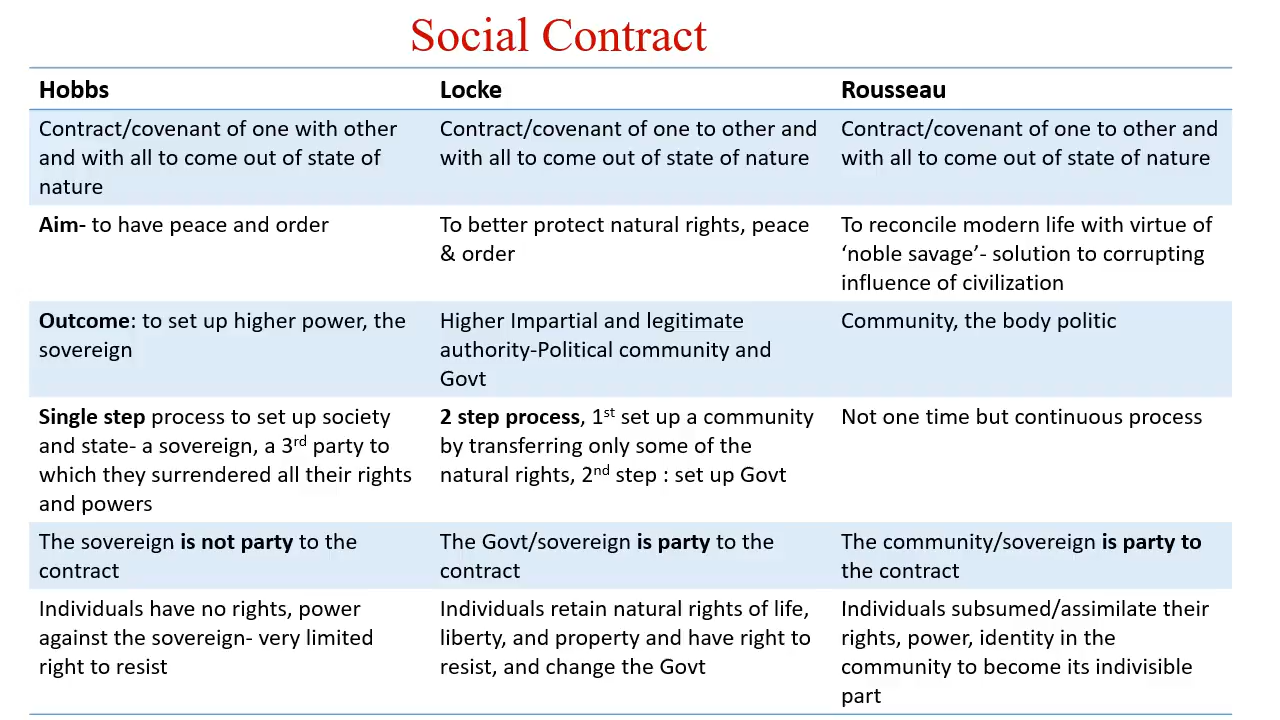 Social Contract
Hobbs
Locke
Rousseau
Contract/covenant of one with other
and with all to come out of state of
nature
Contract/covenant of one to other and
with all to come out of state of nature
Contract/covenant of one to other and
with all to come out of state of nature
Aim- to have peace and order
To better protect natural rights, peace
& order
To reconcile modern life with virtue of
‘noble savage’- solution to corrupting
influence of civilization
Outcome: to set up higher power, the
sovereign
Higher Impartial and legitimate
authority-Political community and
Govt
Community, the body politic
Single step process to set up society
and state- a sovereign, a 3rd party to
which they surrendered all their rights
and powers
2 step process, 1st set up a community
by transferring only some of the
natural rights, 2nd step : set up Govt
Not one time but continuous process
The sovereign is not party to the
contract
The Govt/sovereign is party to the
contract
The community/sovereign is party to
the contract
Individuals have no rights, power
against the sovereign- very limited
right to resist
Individuals retain natural rights of life,
liberty, and property and have right to
resist, and change the Govt
Individuals subsumed/assimilate their
rights, power, identity in the
community to become its indivisible
part